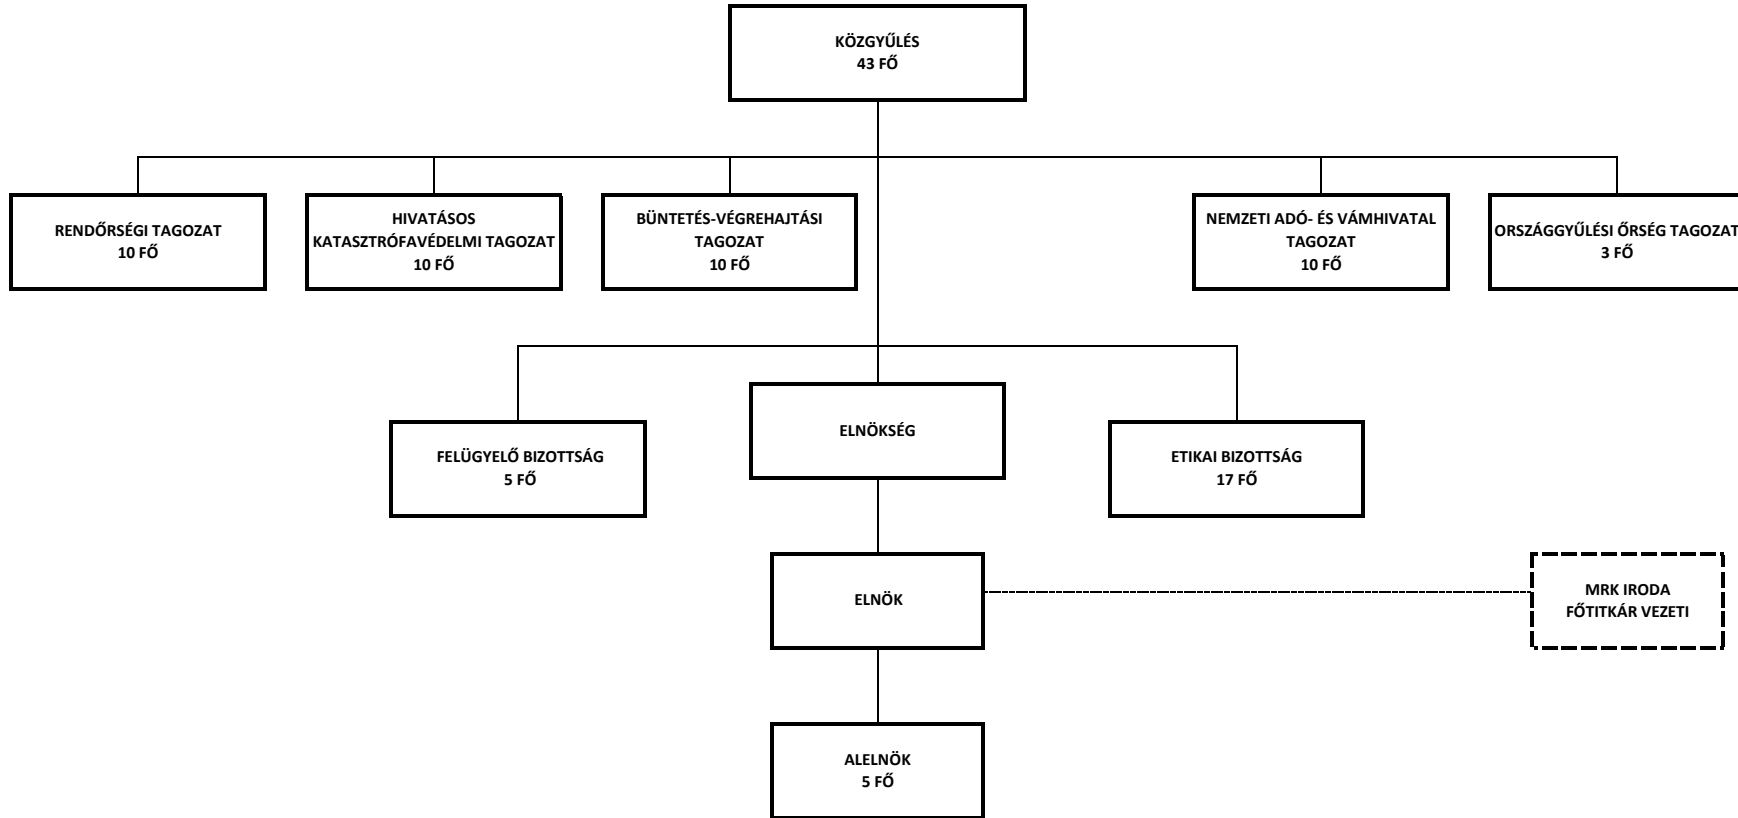 KÖZGYŰLÉS
43 FŐ
RENDŐRSÉGI TAGOZAT
10 FŐ
HIVATÁSOS
KATASZTRÓFAVÉDELMI TAGOZAT
10 FŐ
BÜNTETÉS-VÉGREHAJTÁSI
TAGOZAT
10 FŐ
NEMZETI ADÓ- ÉS VÁMHIVATAL
TAGOZAT
10 FŐ
ORSZÁGGYŰLÉSI ŐRSÉG TAGOZAT
3 FŐ
FELÜGYELŐ BIZOTTSÁG
5 FŐ
ELNÖKSÉG
ETIKAI BIZOTTSÁG
17 FŐ
ELNÖK
MRK IRODA
FŐTITKÁR VEZETI
ALELNÖK
5 FŐ